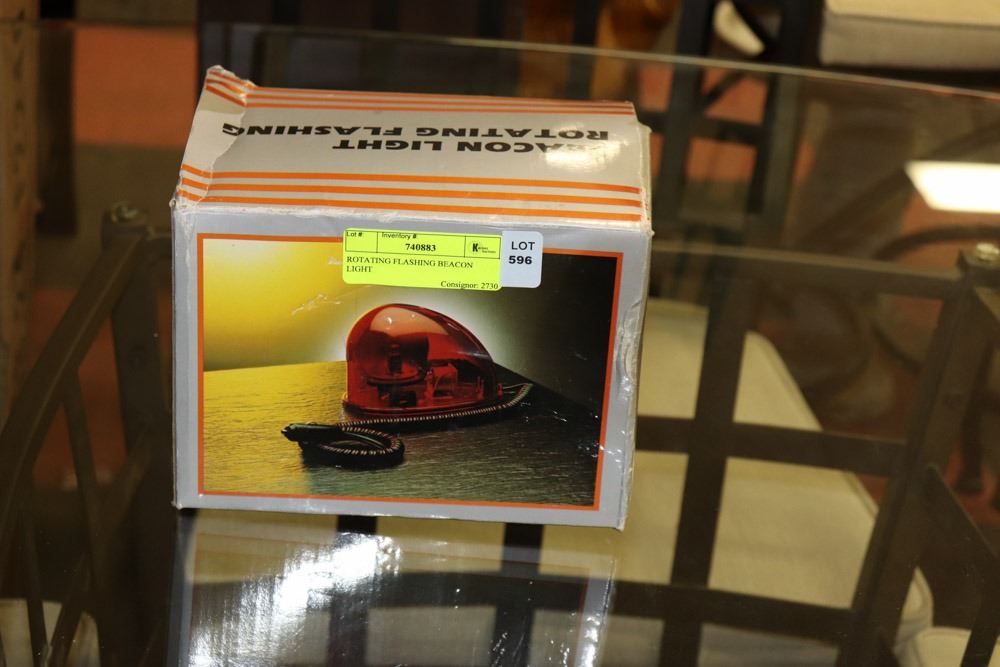 ROTATING FLASHING
BEACON LIGHT
Lot #:
Inventory #:
740883
LOT
596
ROTATING FLASHING BEACON
LIGHT
Consignor: 2730